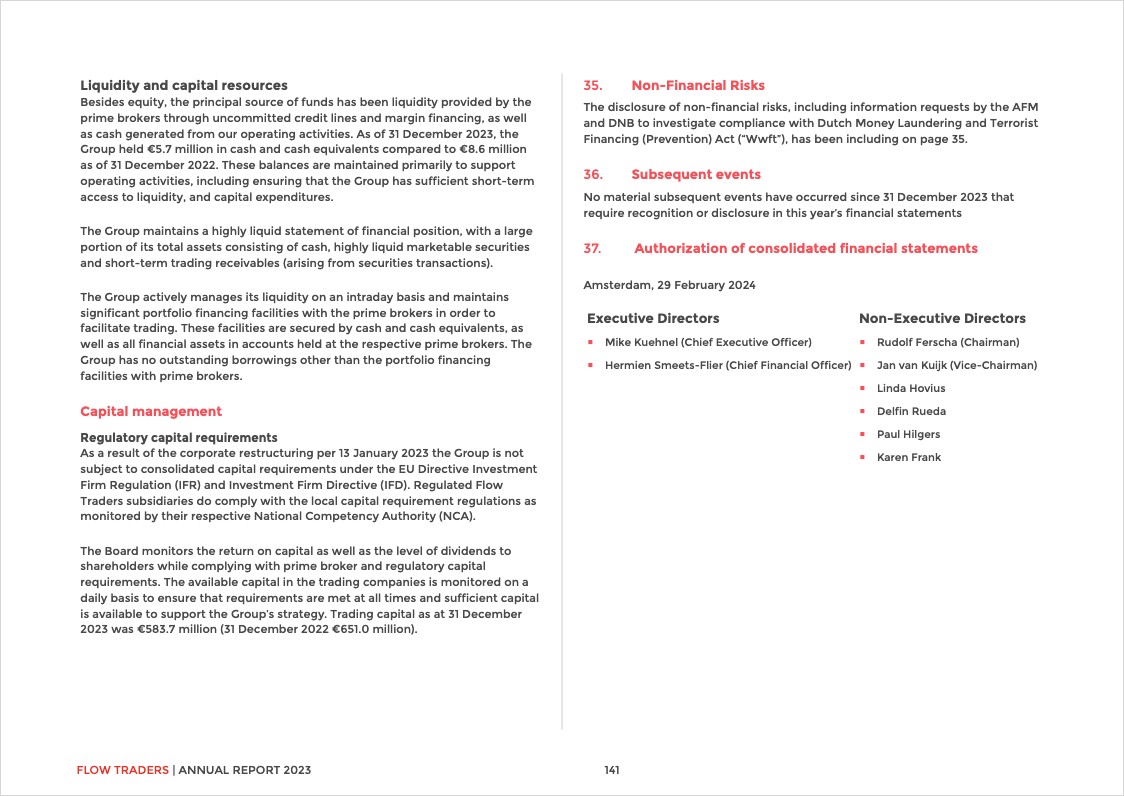 Liquidity and capital resources
Besides equity, the principal source of funds has been liquidity provided by the
prime brokers through uncommitted credit lines and margin financing, as well
as cash generated from our operating activities. As of 31 December 2023, the
Group held €5.7 million in cash and cash equivalents compared to €8.6 million
as of 31 December 2022. These balances are maintained primarily to support
operating activities, including ensuring that the Group has sufficient short-term
access to liquidity, and capital expenditures.
The Group maintains a highly liquid statement of financial position, with a large
portion of its total assets consisting of cash, highly liquid marketable securities
and short-term trading receivables (arising from securities transactions).
The Group actively manages its liquidity on an intraday basis and maintains
significant portfolio financing facilities with the prime brokers in order to
facilitate trading. These facilities are secured by cash and cash equivalents, as
well as all financial assets in accounts held at the respective prime brokers. The
Group has no outstanding borrowings other than the portfolio financing
facilities with prime brokers.
Capital management
Regulatory capital requirements
As a result of the corporate restructuring per 13 January 2023 the Group is not
subject to consolidated capital requirements under the EU Directive Investment
Firm Regulation (IFR) and Investment Firm Directive (IFD). Regulated Flow
Traders subsidiaries do comply with the local capital requirement regulations as
monitored by their respective National Competency Authority (NCA).
The Board monitors the return on capital as well as the level of dividends to
shareholders while complying with prime broker and regulatory capital
requirements. The available capital in the trading companies is monitored on a
daily basis to ensure that requirements are met at all times and sufficient capital
is available to support the Group's strategy. Trading capital as at 31 December
2023 was €583.7 million (31 December 2022 €651.0 million).
35. Non-Financial Risks
The disclosure of non-financial risks, including information requests by the AFM
and DNB to investigate compliance with Dutch Money Laundering and Terrorist
Financing (Prevention) Act ("Wwft"), has been including on page 35.
36. Subsequent events
No material subsequent events have occurred since 31 December 2023 that
require recognition or disclosure in this year's financial statements
37. Authorization of consolidated financial statements
Amsterdam, 29 February 2024
Executive Directors
▪ Mike Kuehnel (Chief Executive Officer)
▪ Hermien Smeets-Flier (Chief Financial Officer)
Non-Executive Directors
▪ Rudolf Ferscha (Chairman)
▪ Jan van Kuijk (Vice-Chairman)
▪ Linda Hovius
▪ Delfin Rueda
▪ Paul Hilgers
▪ Karen Frank
FLOW TRADERS | ANNUAL REPORT 2023
141